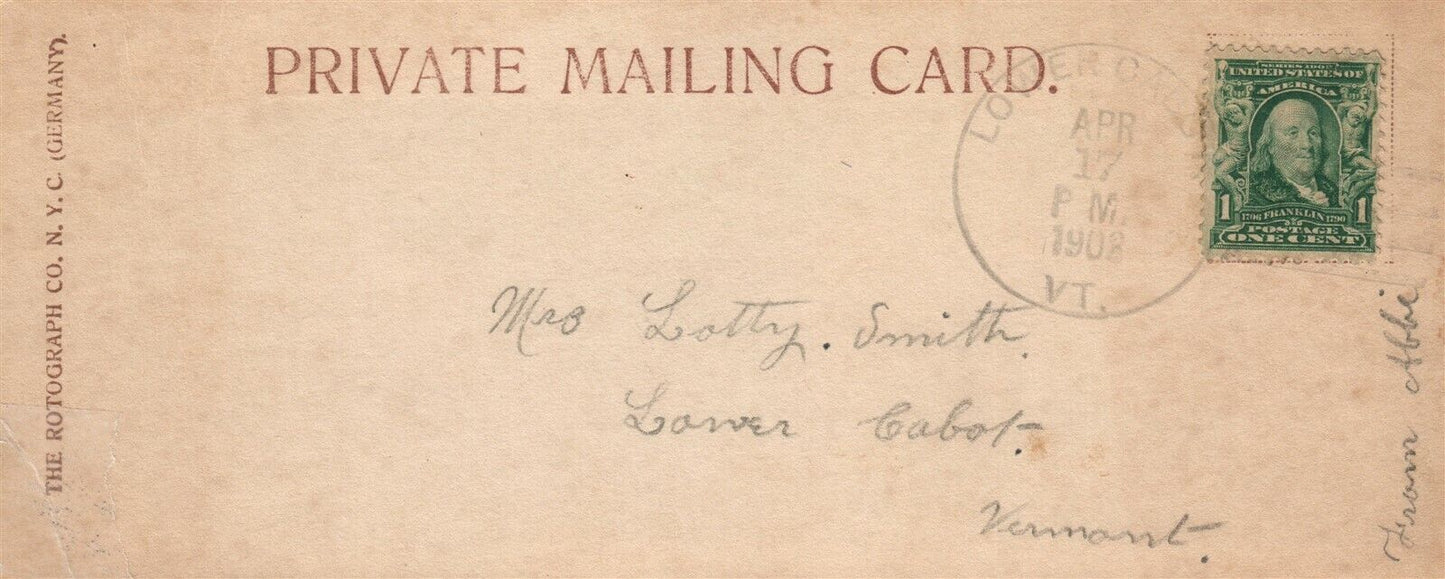 PRIVATE MAILING CARD.
THE ROTOGRAPH CO. N. Y. C. (GERMANY).
LOWER
APR
17
P M.
1908
VT.
SERIES 1902
UNITED STATES OF
AMERICA
1 1706 FRANKLIN 1790 1
POSTAGE
ONE CENT
Mrs Lotty. Smith.
Lower Cabot.
Vermont.
From Abbie